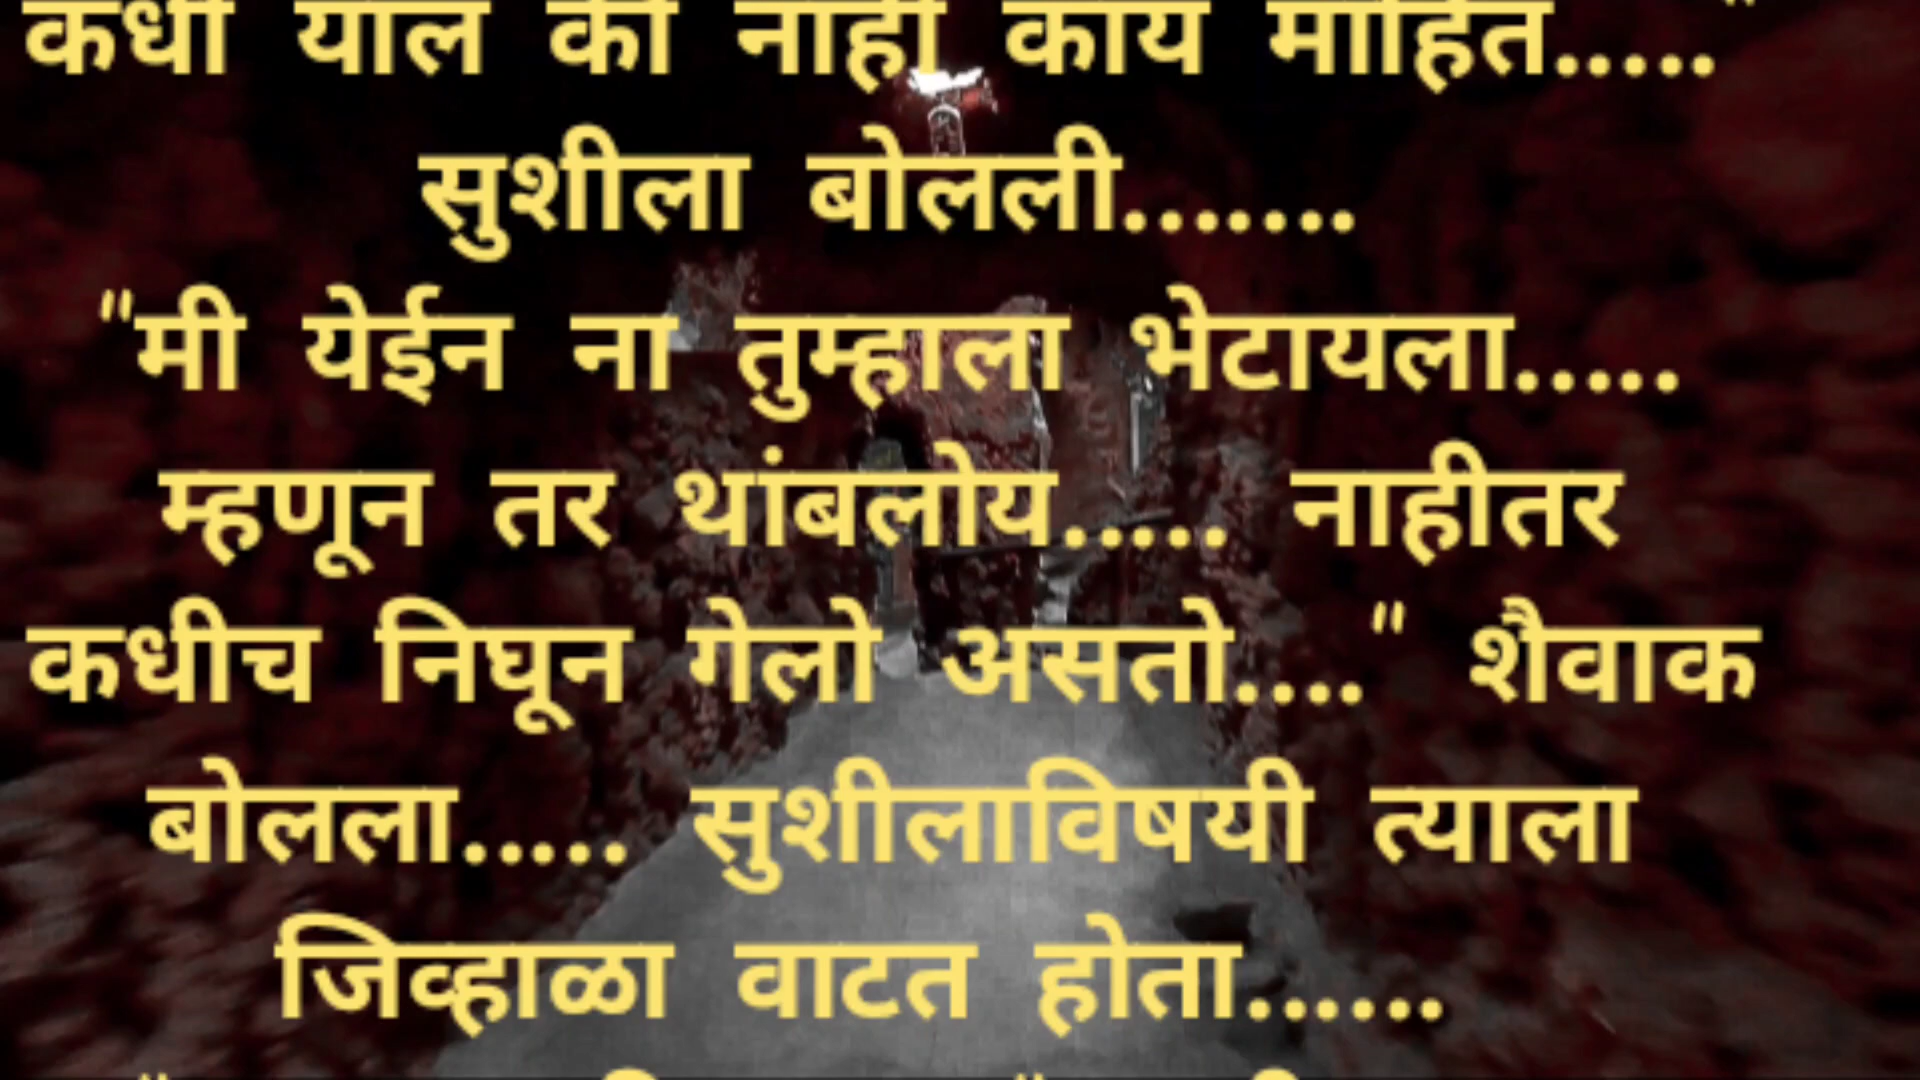 कधी याल की नाही काय माहित....."
सुशीला बोलली.......
"मी येईन ना तुम्हाला भेटायला.....
म्हणून तर थांबलोय..... नाहीतर
कधीच निघून गेलो असतो...." शैवाक
बोलला..... सुशीलाविषयी त्याला
जिव्हाळा वाटत होता......